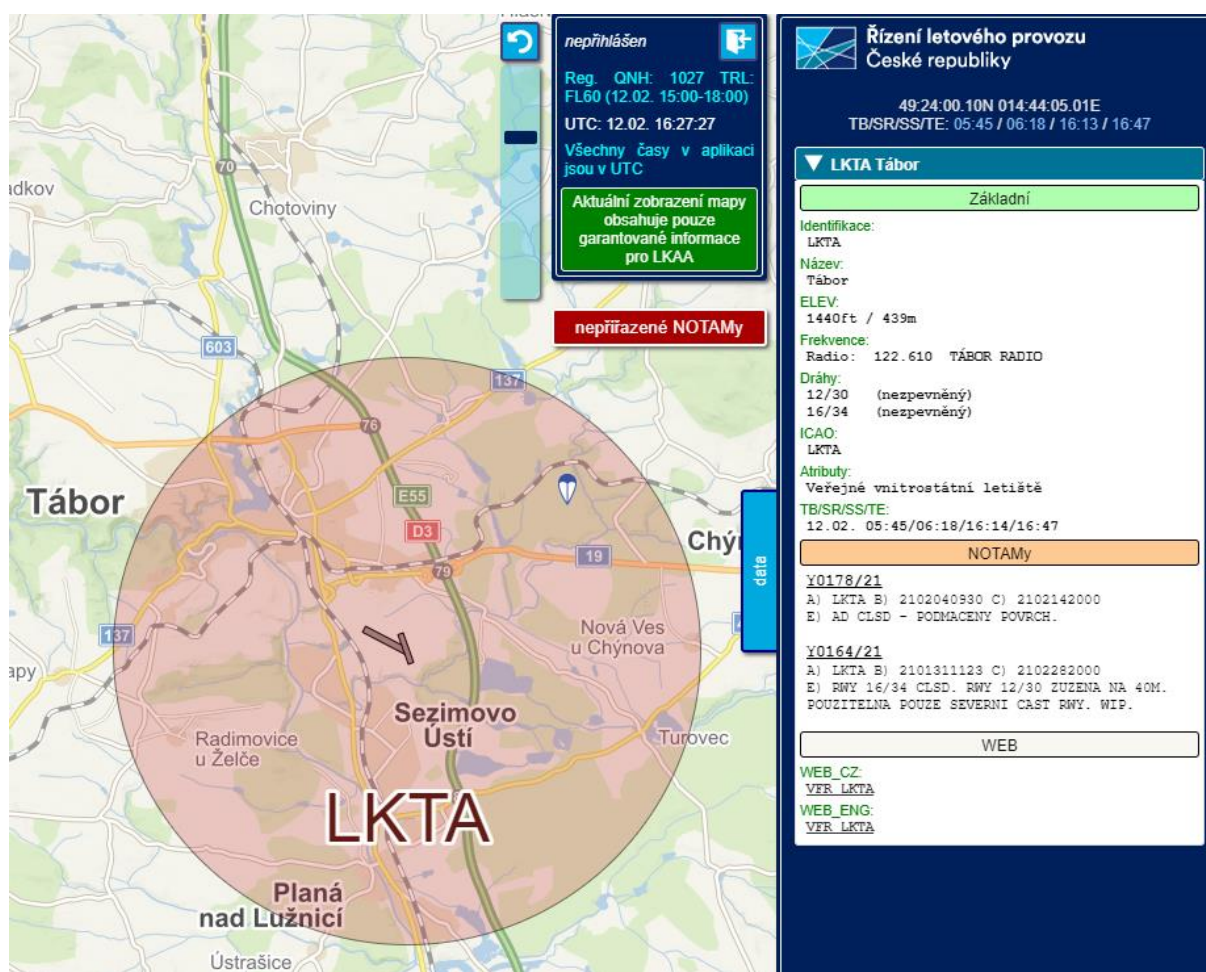 70
Chotoviny
603
137
76
Tábor
E55
D3
19
79
137
Nová Ves
u Chýnova
Sezimovo
Ústí
Radimovice
u Želče
Turovec
LKTA
Planá
nad Lužnicí
Ústrašice
nepřihlášen
Reg. QNH: 1027 TRL:
FL60 (12.02. 15:00-18:00)
UTC: 12.02. 16:27:27
Všechny časy v aplikaci
jsou v UTC
Aktuální zobrazení mapy
obsahuje pouze
garantované informace
pro LKAA
nepřiřazené NOTAMy
data
Řízení letového provozu
České republiky
49:24:00.10N 014:44:05.01E
TB/SR/SS/TE: 05:45 / 06:18 / 16:13 / 16:47
▼ LKTA Tábor
Základní
Identifikace:
LKTA
Název:
Tábor
ELEV:
1440ft / 439m
Frekvence:
Radio: 122.610 TÁBOR RADIO
Dráhy:
12/30 (nezpevněný)
16/34 (nezpevněný)
ICAO:
LKTA
Atributy:
Veřejné vnitrostátní letiště
TB/SR/SS/TE:
12.02. 05:45/06:18/16:14/16:47
NOTAMy
Y0178/21
A) LKTA B) 2102040930 C) 2102142000
E) AD CLSD - PODMACENY POVRCH.
Y0164/21
A) LKTA B) 2101311123 C) 2102282000
E) RWY 16/34 CLSD. RWY 12/30 ZUZENA NA 40M.
POUZITELNA POUZE SEVERNI CAST RWY. WIP.
WEB
WEB_CZ:
VFR LKTA
WEB_ENG:
VFR LKTA